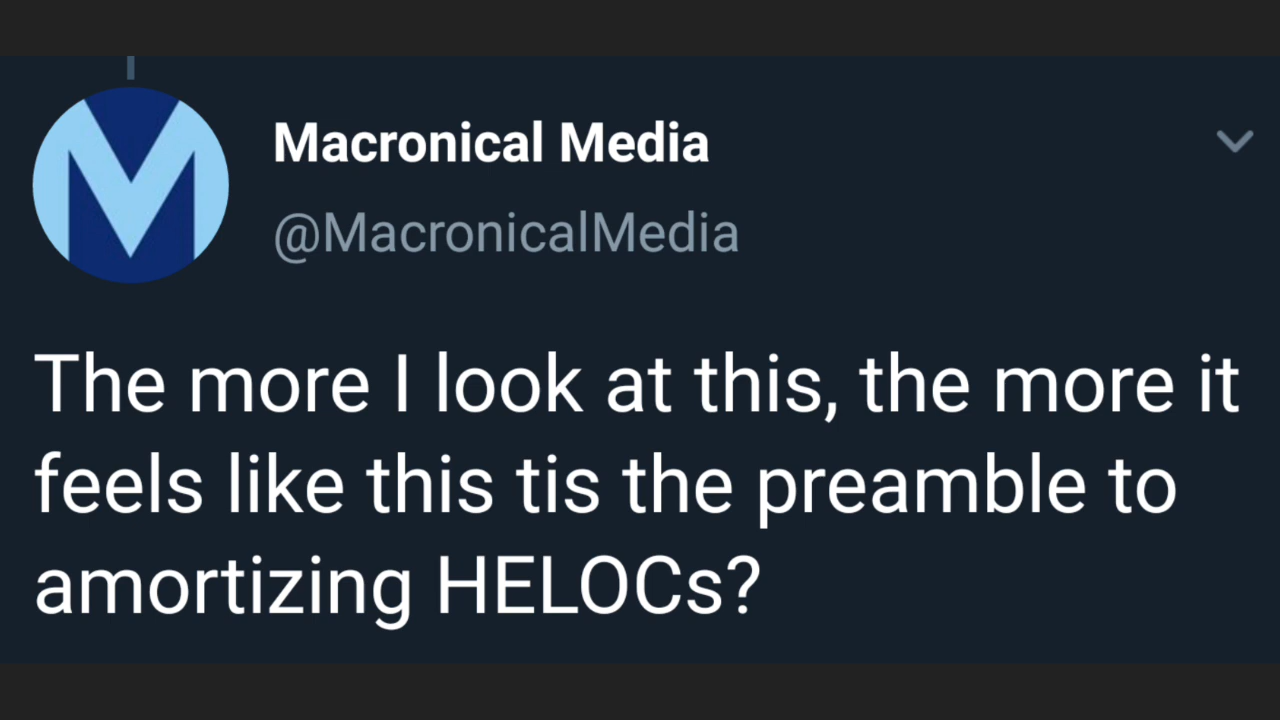 Macronical Media
@MacronicalMedia
The more I look at this, the more it
feels like this tis the preamble to
amortizing HELOCs?